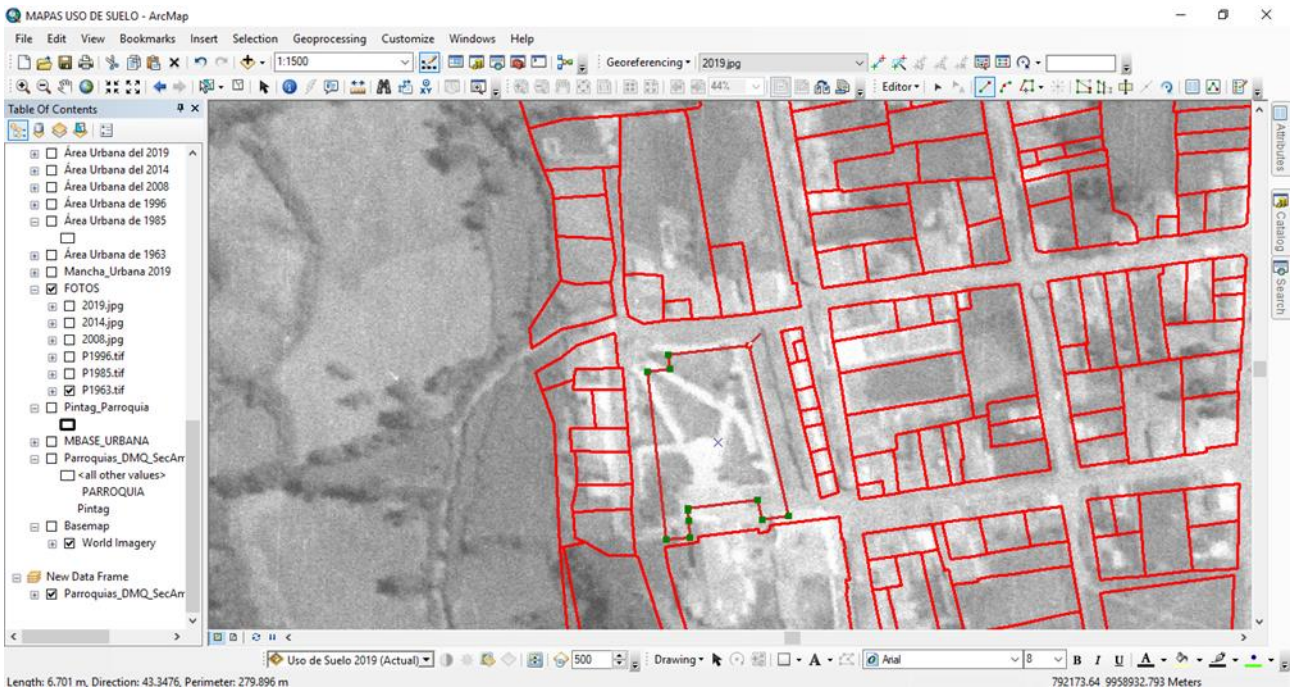 MAPAS USO DE SUELO - ArcMap
File Edit View Bookmarks Insert Selection Geoprocessing Customize Windows Help
1:1500 Georeferencing 2019.jpg
44% Editor
Table Of Contents
Área Urbana del 2019
Área Urbana del 2014
Área Urbana del 2008
Área Urbana de 1996
Área Urbana de 1985
Área Urbana de 1963
Mancha_Urbana 2019
FOTOS
2019.jpg
2014.jpg
2008.jpg
P1996.tif
P1985.tif
P1963.tif
Pintag_Parroquia
MBASE_URBANA
Parroquias_DMQ_SecAm
<all other values>
PARROQUIA
Pintag
Basemap
World Imagery
New Data Frame
Parroquias_DMQ_SecAm
Attributes
Catalog
Search
Uso de Suelo 2019 (Actual) 500 Drawing A Arial 8 B I U A
Length: 6.701 m, Direction: 43.3476, Perimeter: 279.896 m 792173.64 9958932.793 Meters